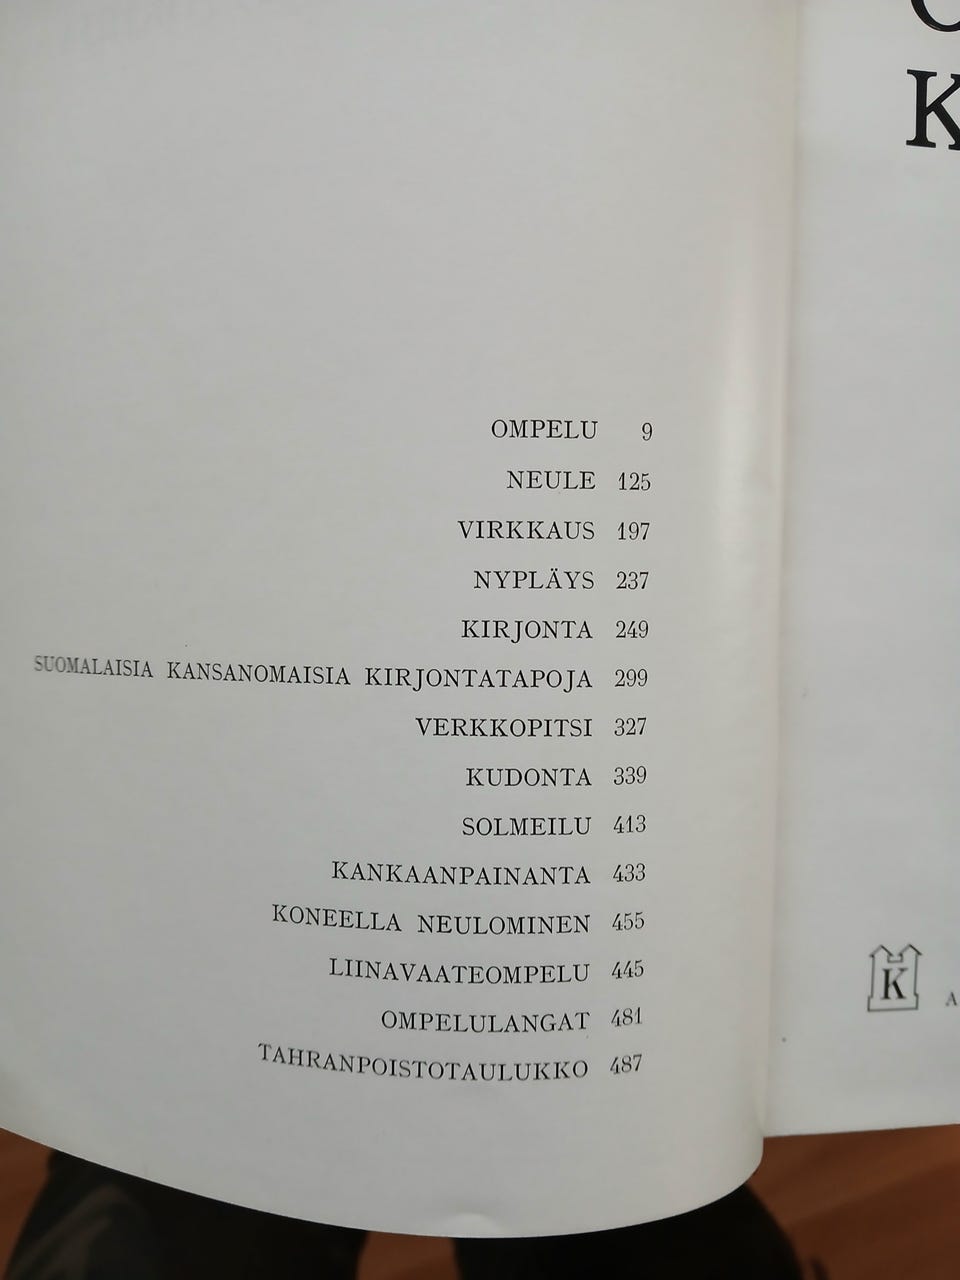 OMPELU 9
NEULE 125
VIRKKAUS 197
NYPLÄYS 237
KIRJONTA 249
SUOMALAISIA KANSANOMAISIA KIRJONTATAPOJA 299
VERKKOPITSI 327
KUDONTA 339
SOLMEILU 413
KANKAANPAINANTA 433
KONEELLA NEULOMINEN 455
LIINAVAATEOMPELU 445
OMPELULANGAT 481
TAHRANPOISTOTAULUKKO 487
K
K
A